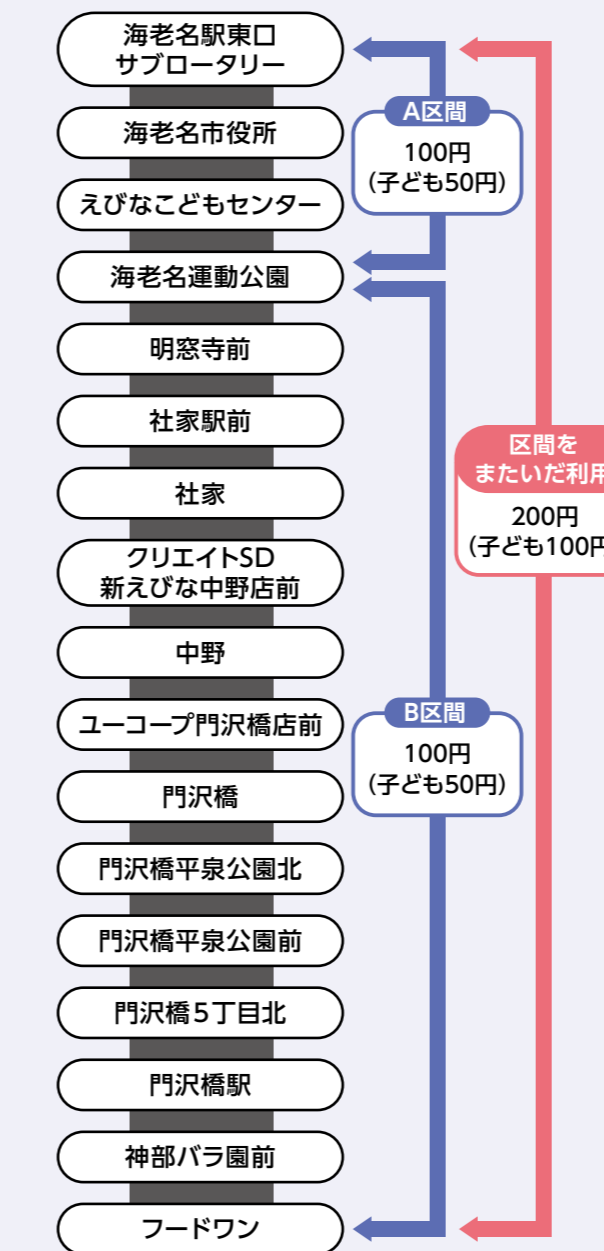 海老名駅東口
サブロータリー
海老名市役所
えびなこどもセンター
海老名運動公園
明窓寺前
社家駅前
社家
クリエイトSD
新えびな中野店前
中野
ユーコープ門沢橋店前
門沢橋
門沢橋平泉公園北
門沢橋平泉公園前
門沢橋5丁目北
門沢橋駅
神部バラ園前
フードワン
A区間
100円
(子ども50円)
区間を
またいだ利用
200円
(子ども100円
B区間
100円
(子ども50円)